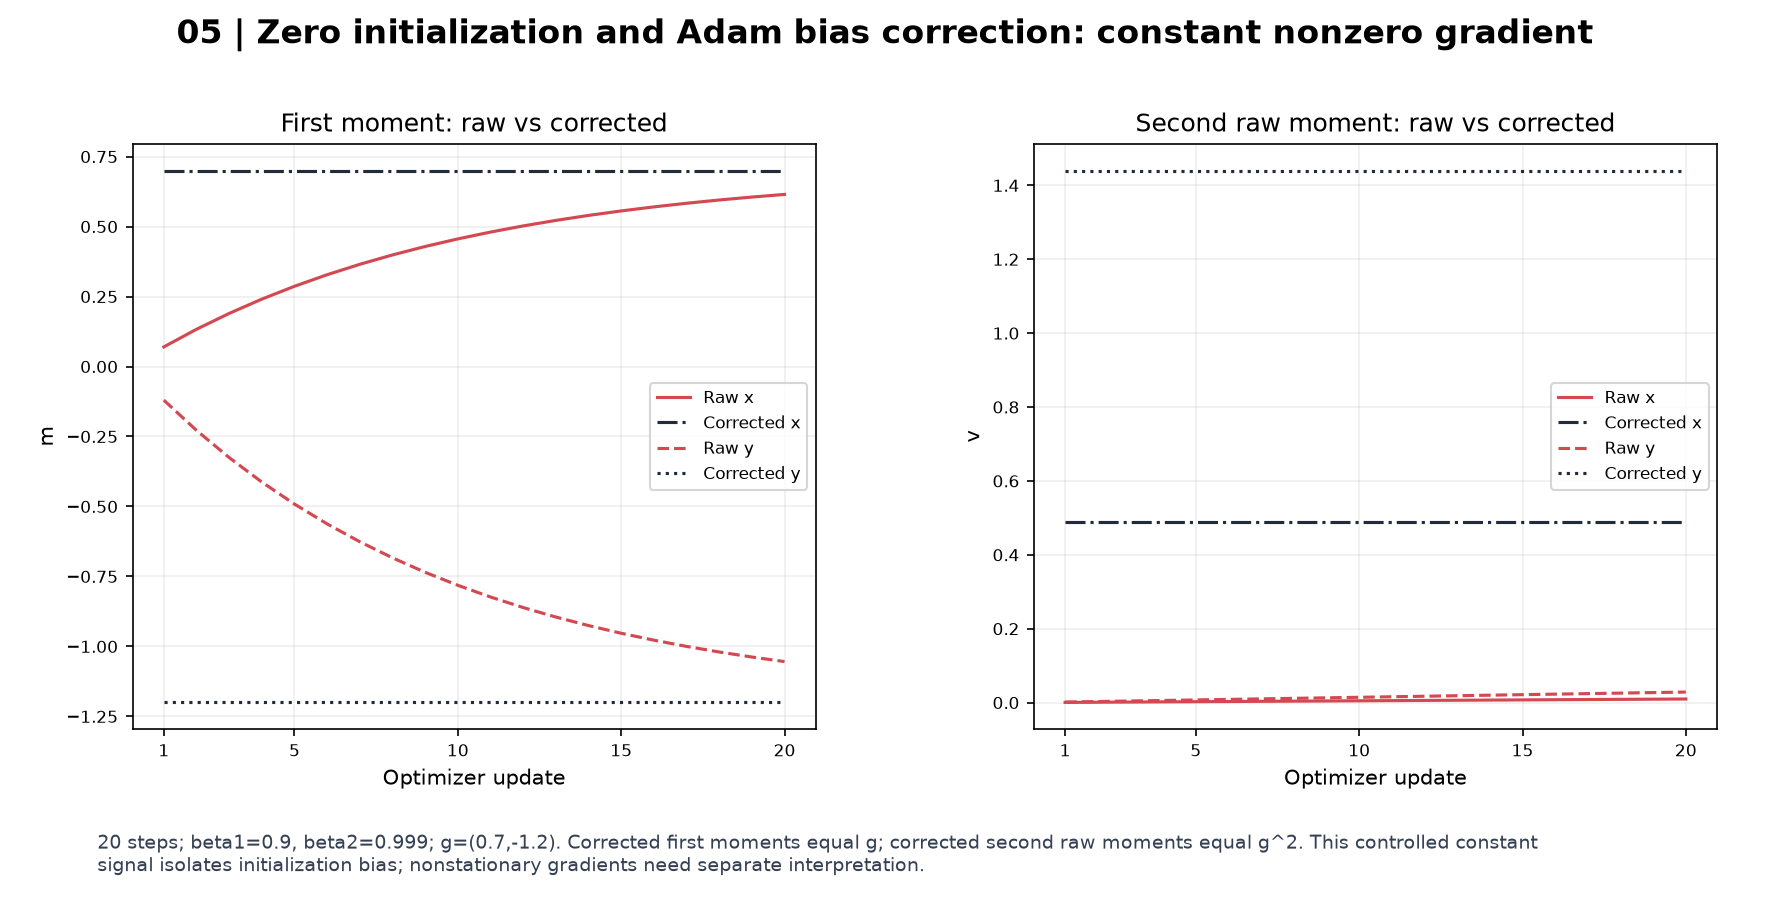 05 | Zero initialization and Adam bias correction: constant nonzero gradient
First moment: raw vs corrected
0.75
0.50
0.25
0.00
−0.25
−0.50
−0.75
−1.00
−1.25
m
Raw x
Corrected x
Raw y
Corrected y
1 5 10 15 20
Optimizer update
Second raw moment: raw vs corrected
1.4
1.2
1.0
0.8
0.6
0.4
0.2
0.0
v
Raw x
Corrected x
Raw y
Corrected y
1 5 10 15 20
Optimizer update
20 steps; beta1=0.9, beta2=0.999; g=(0.7,-1.2). Corrected first moments equal g; corrected second raw moments equal g^2. This controlled constant
signal isolates initialization bias; nonstationary gradients need separate interpretation.